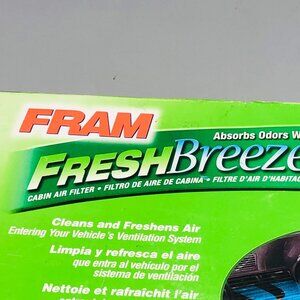 FRAM
Absorbs Odors
FRESHBreeze
CABIN AIR FILTER • FILTRO DE AIRE DE CABINA • FILTRE D'AIR D'HABITAC
Cleans and Freshens Air
Entering Your Vehicle's Ventilation System
Limpia y refresca el aire
que entra al vehículo por el
sistema de ventilación
Nettoie et rafraîchit l'air